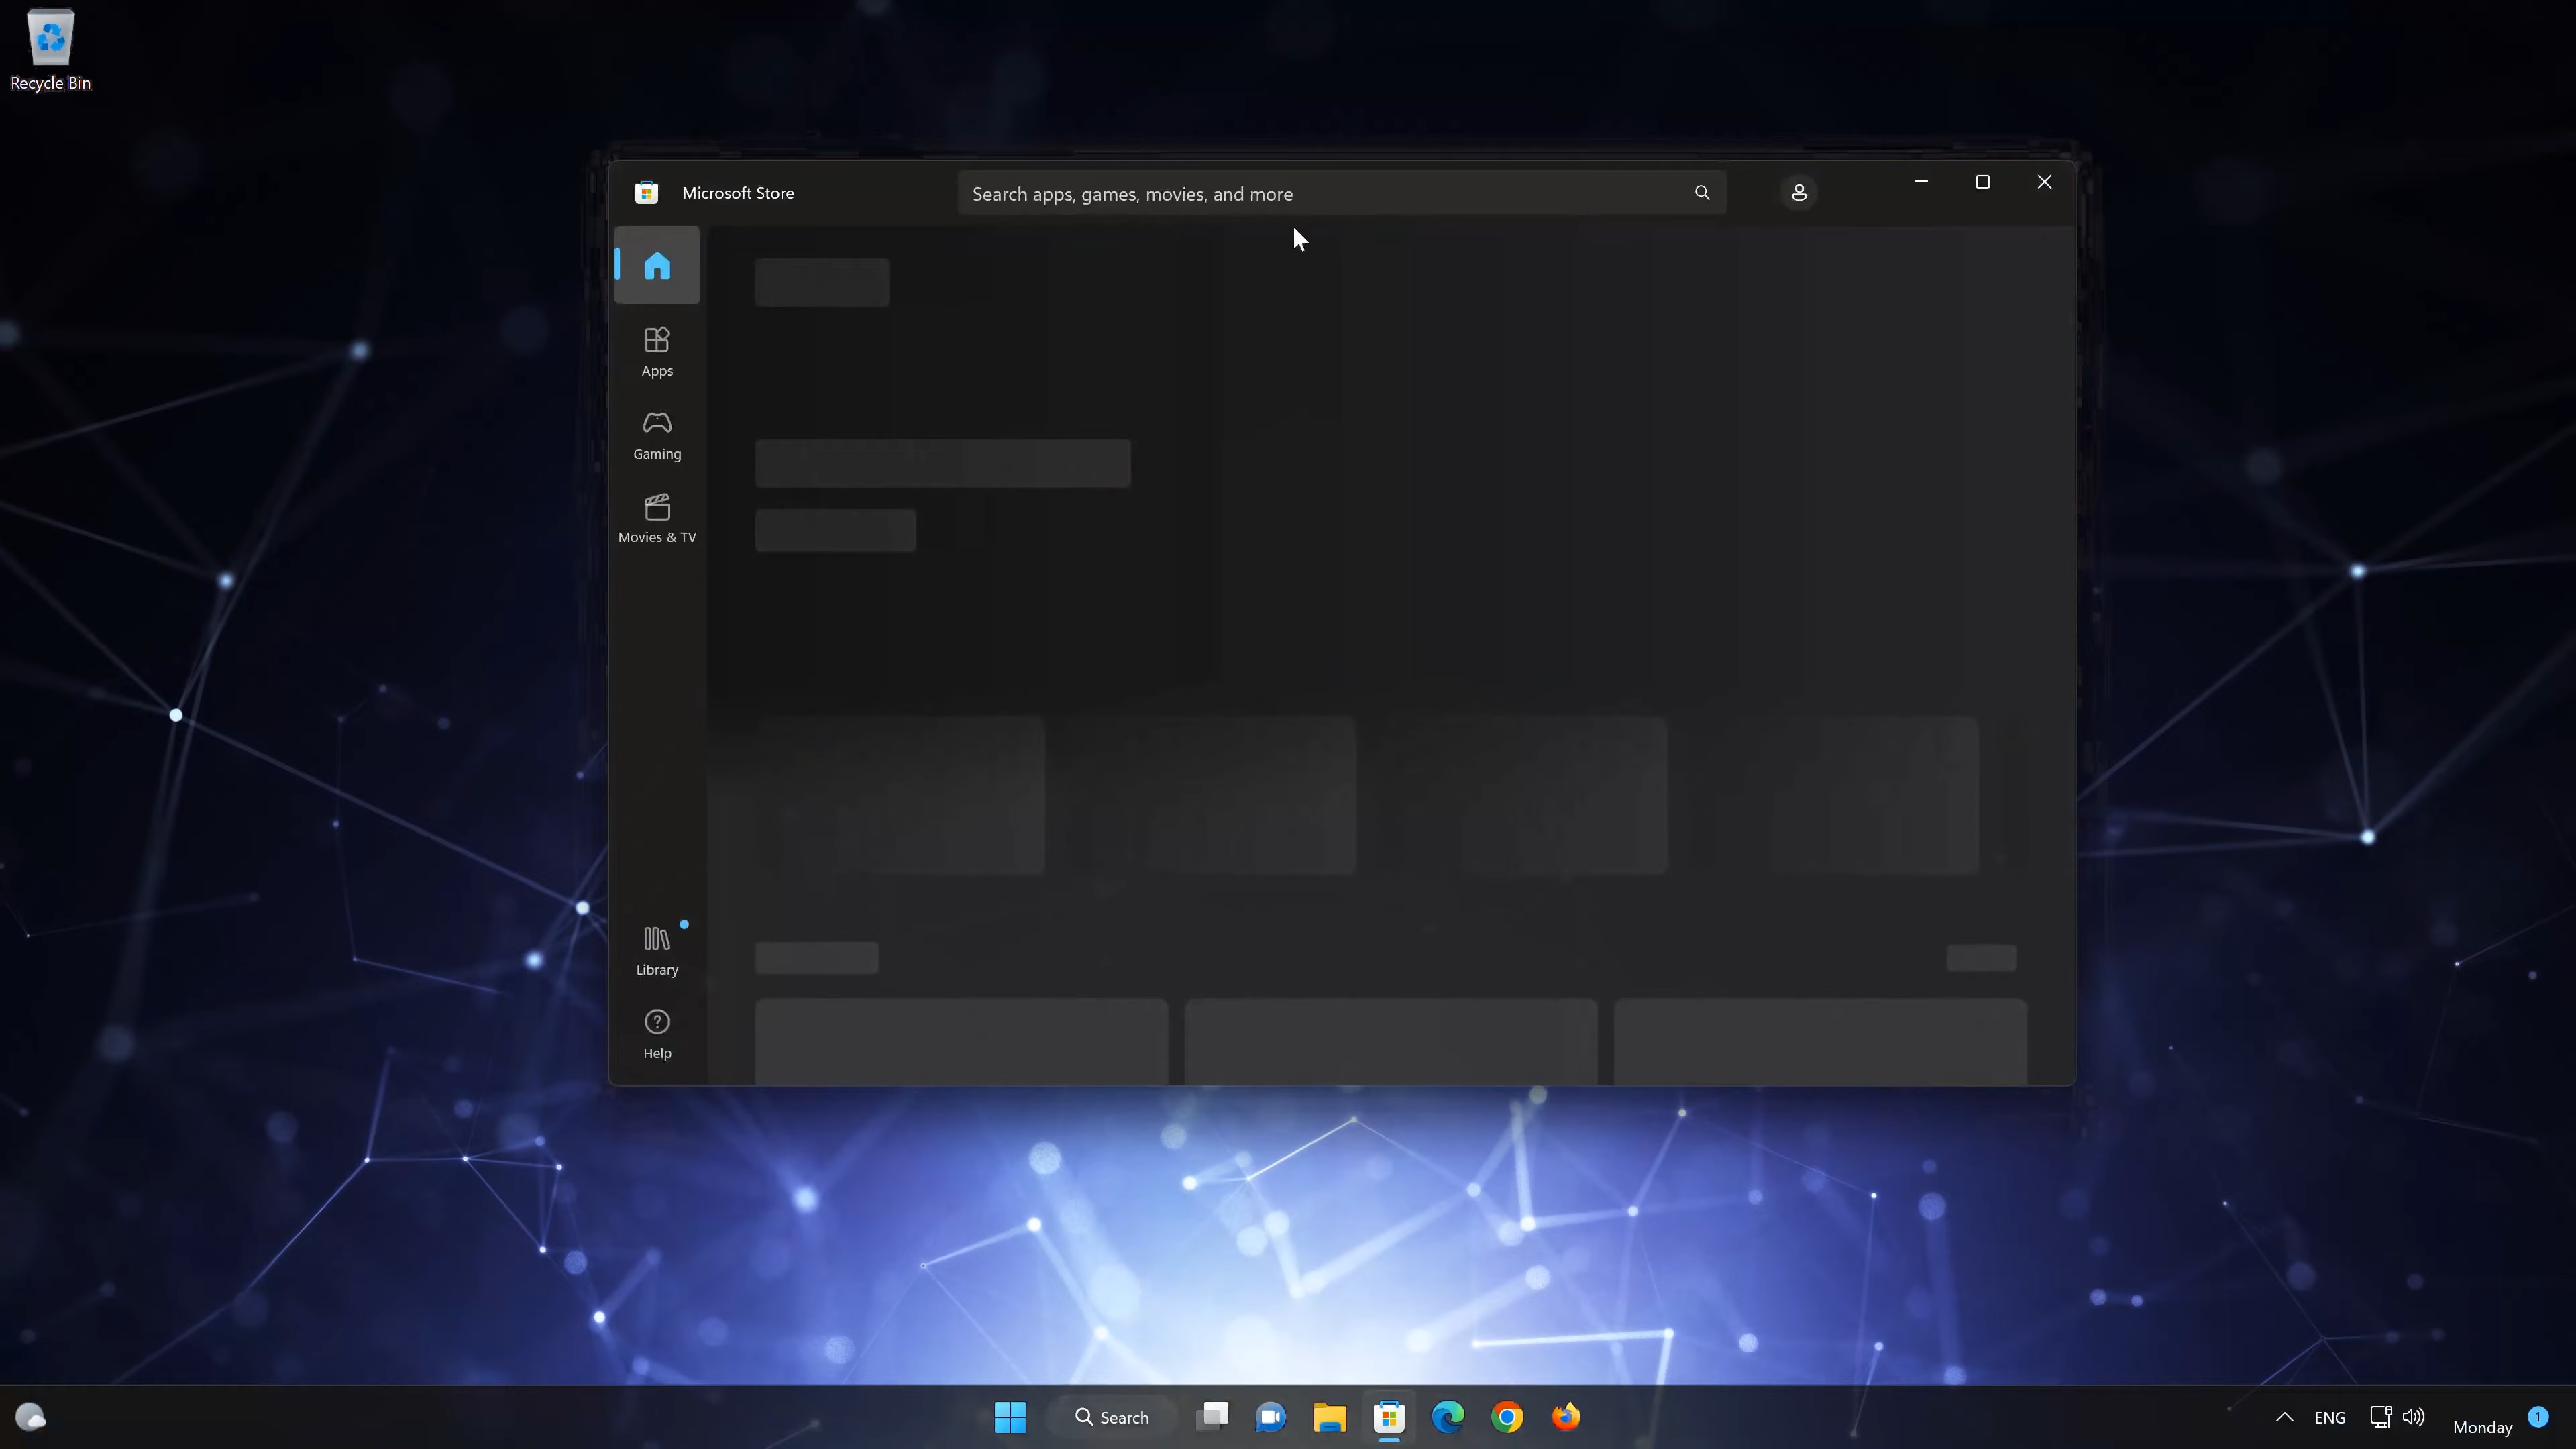 Recycle Bin
Microsoft Store
Search apps, games, movies, and more
Apps
Gaming
Movies & TV
Library
Help
Search
ENG
Monday
1